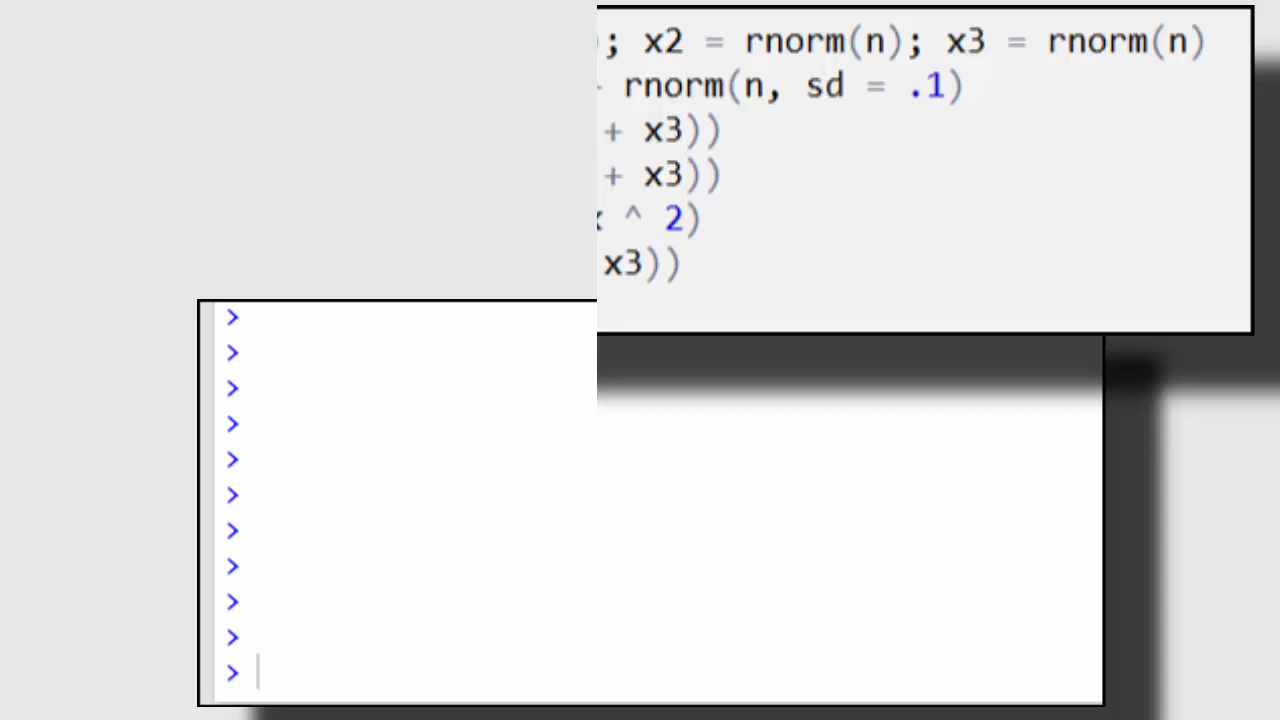 ; x2 = rnorm(n); x3 = rnorm(n)
rnorm(n, sd = .1)
+ x3))
+ x3))
^ 2)
x3))
>
>
>
>
>
>
>
>
>
>
>